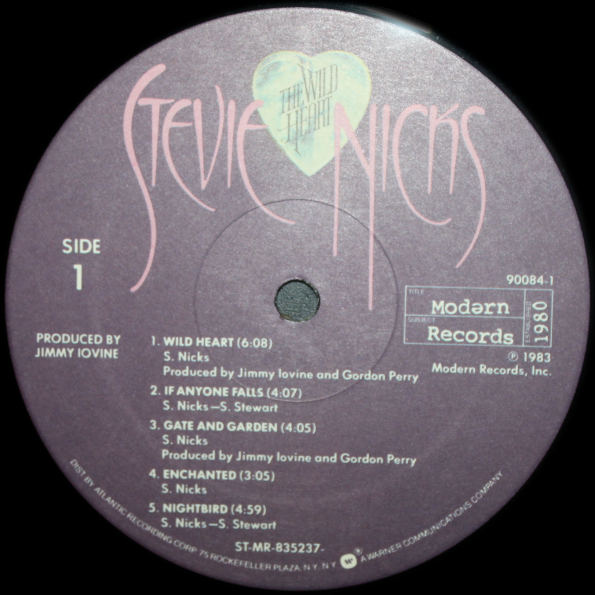 STEVIE NICKS
THE WILD HEART
SIDE
1
90084-1
TITLE
Modərn
SUBJECT
Records
ESTABLISHED
1980
PRODUCED BY
JIMMY IOVINE
℗ 1983
Modern Records, Inc.
1. WILD HEART (6:08)
S. Nicks
Produced by Jimmy Iovine and Gordon Perry
2. IF ANYONE FALLS (4:07)
S. Nicks—S. Stewart
3. GATE AND GARDEN (4:05)
S. Nicks
Produced by Jimmy Iovine and Gordon Perry
4. ENCHANTED (3:05)
S. Nicks
5. NIGHTBIRD (4:59)
S. Nicks—S. Stewart
ST-MR-835237-
DIST. BY ATLANTIC RECORDING CORP. 75 ROCKEFELLER PLAZA, N.Y., N.Y. W ® A WARNER COMMUNICATIONS COMPANY